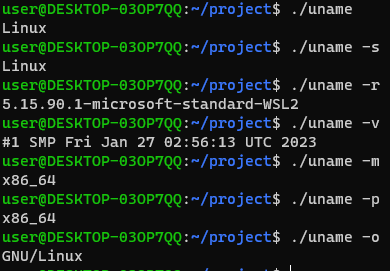 user@DESKTOP-03OP7QQ:~/project$ ./uname
Linux
user@DESKTOP-03OP7QQ:~/project$ ./uname -s
Linux
user@DESKTOP-03OP7QQ:~/project$ ./uname -r
5.15.90.1-microsoft-standard-WSL2
user@DESKTOP-03OP7QQ:~/project$ ./uname -v
#1 SMP Fri Jan 27 02:56:13 UTC 2023
user@DESKTOP-03OP7QQ:~/project$ ./uname -m
x86_64
user@DESKTOP-03OP7QQ:~/project$ ./uname -p
x86_64
user@DESKTOP-03OP7QQ:~/project$ ./uname -o
GNU/Linux